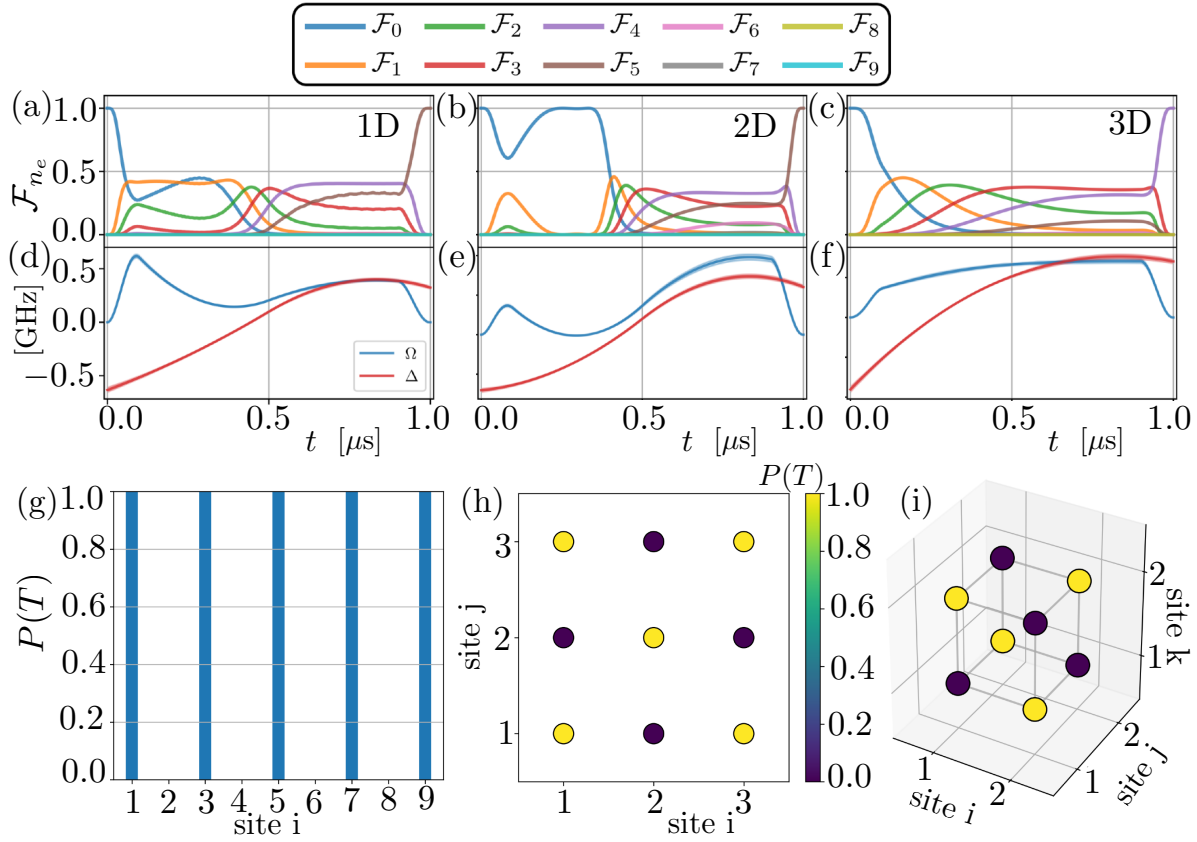 F₀ F₂ F₄ F₆ F₈
F₁ F₃ F₅ F₇ F₉
(a) 1D (b) 2D (c) 3D
1.0
0.5
0.0
F_{n_e}
(d) (e) (f)
0.5
0.0
−0.5
[GHz]
Ω
Δ
0.0 0.5 1.0 0.0 0.5 1.0 0.0 0.5 1.0
t [μs] t [μs] t [μs]
(g)
1.0
0.8
0.6
0.4
0.2
0.0
P(T)
1 2 3 4 5 6 7 8 9
site i
(h)
3
2
1
site j
1 2 3
site i
P(T)
1.0
0.8
0.6
0.4
0.2
0.0
(i)
2
1
site k
2
1
site j
1 2
site i